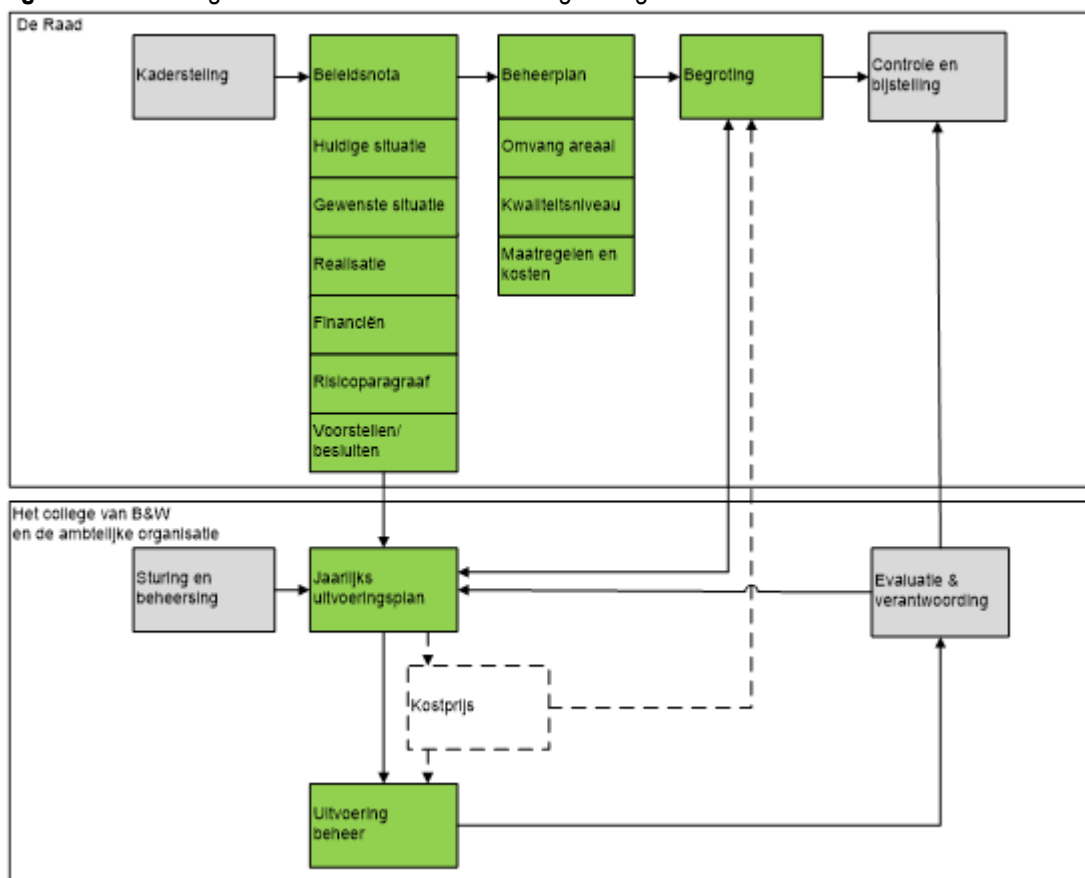 De Raad
Kaderstelling
Beleidsnota
Beheerplan
Begroting
Controle en
bijstelling
Huidige situatie
Omvang areaal
Gewenste situatie
Kwaliteitsniveau
Realisatie
Maatregelen en
kosten
Financiën
Risicoparagraaf
Voorstellen/
besluiten
Het college van B&W
en de ambtelijke organisatie
Sturing en
beheersing
Jaarlijks
uitvoeringsplan
Evaluatie &
verantwoording
Kostprijs
Uitvoering
beheer